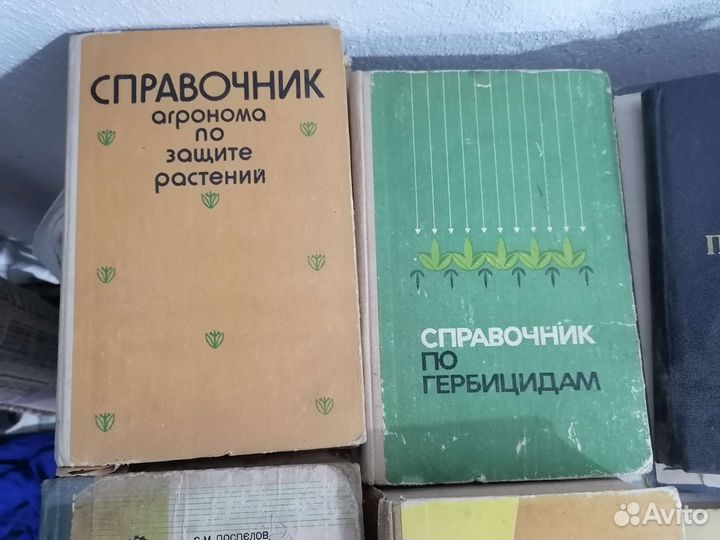 СПРАВОЧНИК
агронома
по
защите
растений
СПРАВОЧНИК
ПО
ГЕРБИЦИДАМ
П
С.М. ПОСПЕЛОВ
Avito